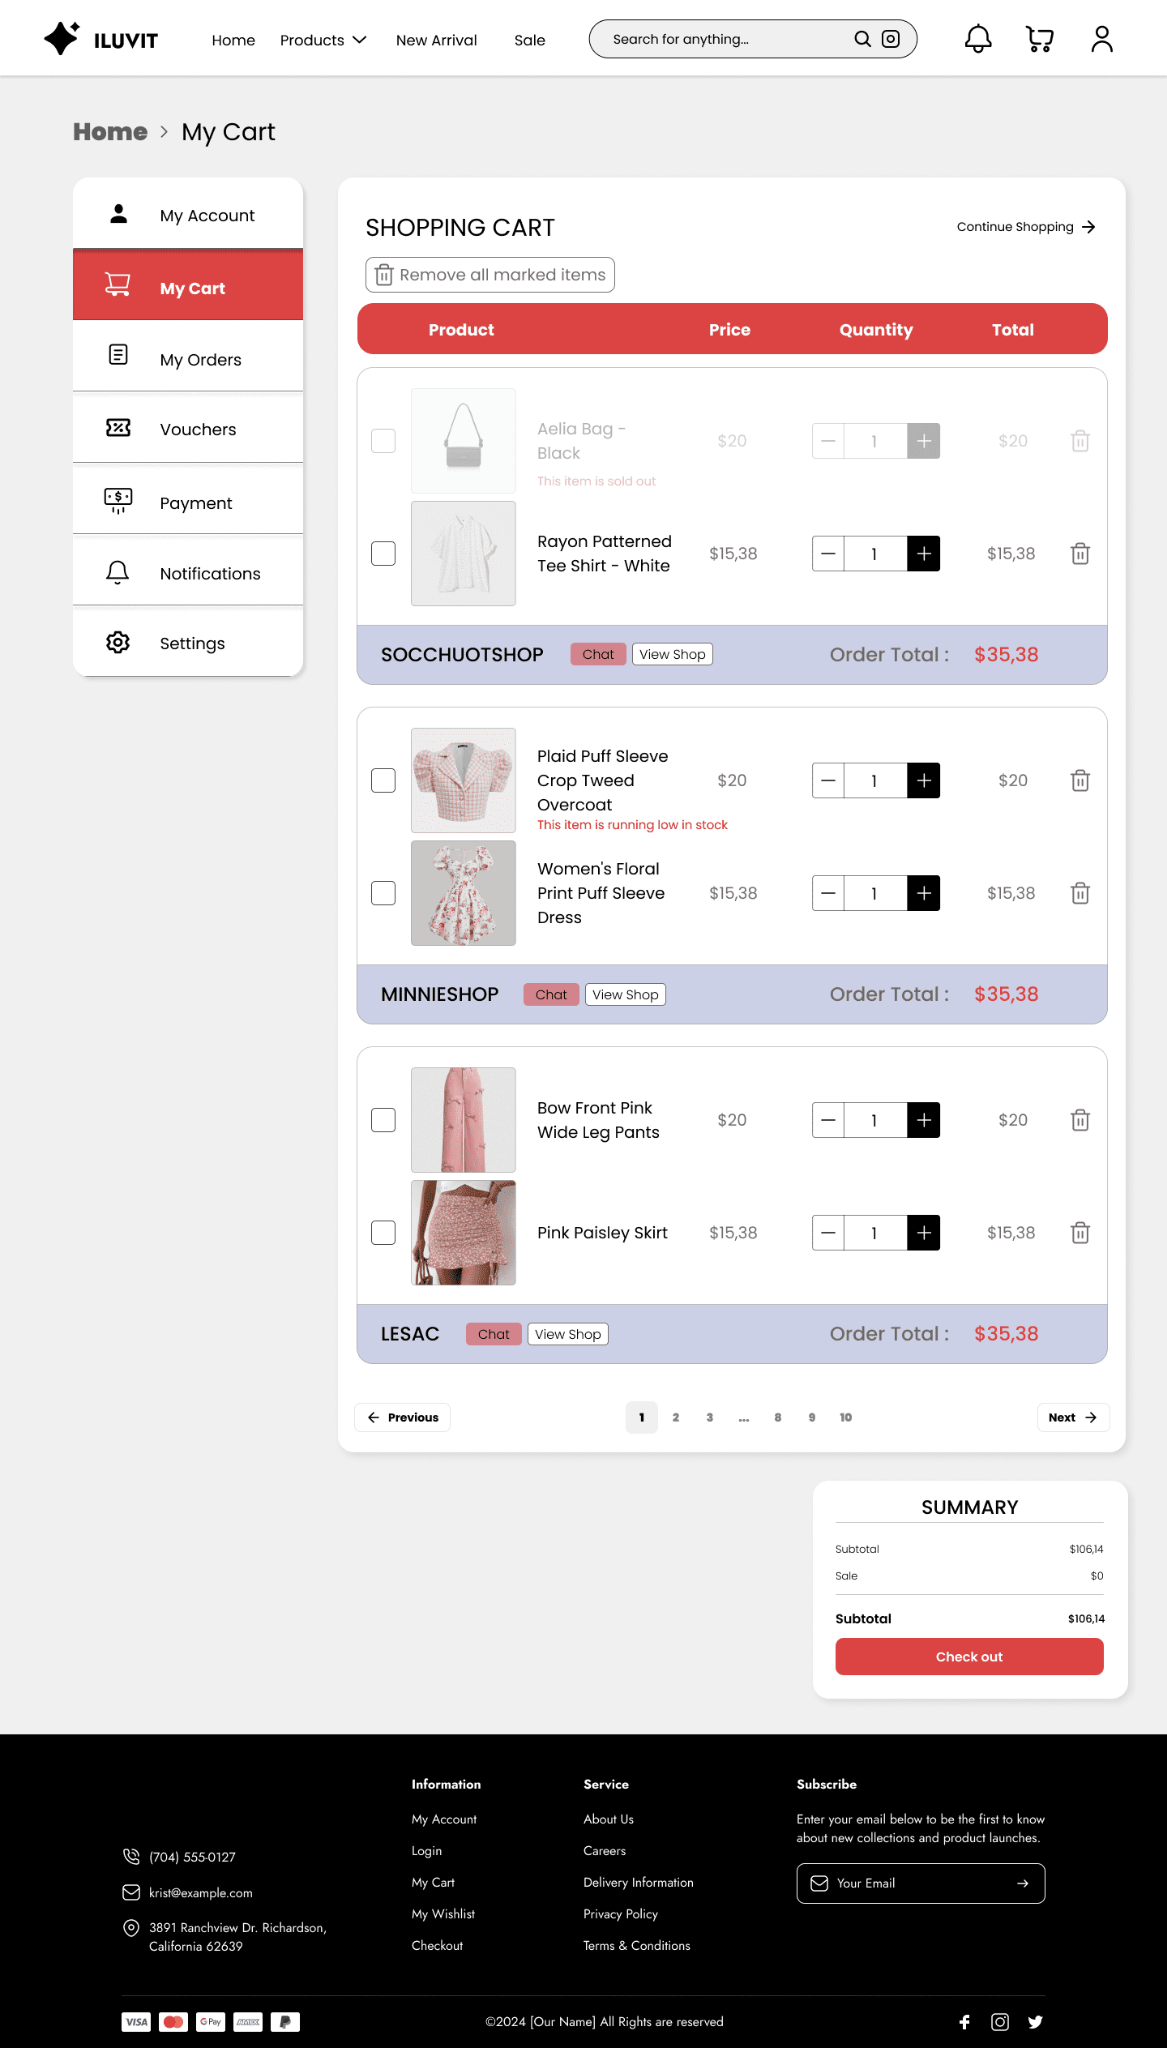 ILUVIT
Home
Products
New Arrival
Sale
Search for anything...
Home > My Cart
My Account
My Cart
My Orders
Vouchers
Payment
Notifications
Settings
SHOPPING CART
Continue Shopping
Remove all marked items
Product Price Quantity Total
Aelia Bag -
Black
This item is sold out
$20
1
$20
Rayon Patterned
Tee Shirt - White
$15,38
1
$15,38
SOCCHUOTSHOP Chat View Shop Order Total : $35,38
Plaid Puff Sleeve
Crop Tweed
Overcoat
This item is running low in stock
$20
1
$20
Women's Floral
Print Puff Sleeve
Dress
$15,38
1
$15,38
MINNIESHOP Chat View Shop Order Total : $35,38
Bow Front Pink
Wide Leg Pants
$20
1
$20
Pink Paisley Skirt
$15,38
1
$15,38
LESAC Chat View Shop Order Total : $35,38
Previous 1 2 3 ... 8 9 10 Next
SUMMARY
Subtotal $106,14
Sale $0
Subtotal $106,14
Check out
(704) 555-0127
krist@example.com
3891 Ranchview Dr. Richardson,
California 62639
Information
My Account
Login
My Cart
My Wishlist
Checkout
Service
About Us
Careers
Delivery Information
Privacy Policy
Terms & Conditions
Subscribe
Enter your email below to be the first to know
about new collections and product launches.
Your Email
VISA
G Pay
AMEX
©2024 [Our Name] All Rights are reserved